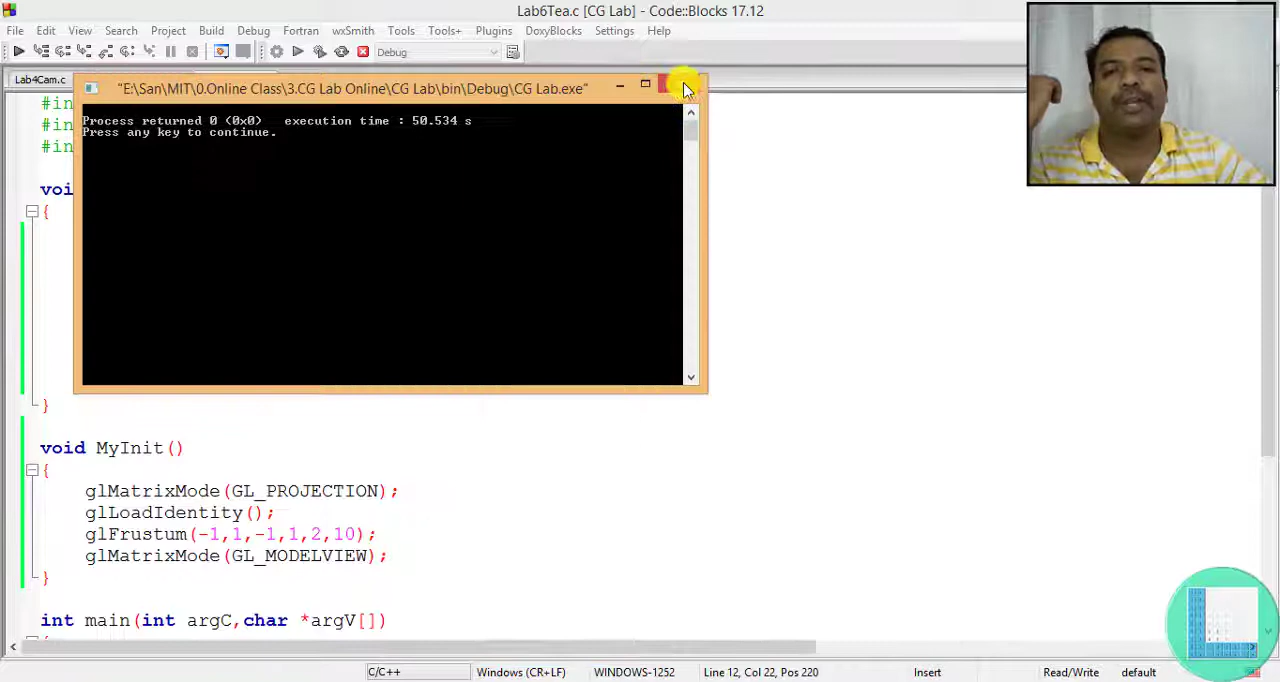 Lab6Tea.c [CG Lab] - Code::Blocks 17.12
File Edit View Search Project Build Debug Fortran wxSmith Tools Tools+ Plugins DoxyBlocks Settings Help
Debug
Lab4Cam.c
"E:\San\MIT\0.Online Class\3.CG Lab Online\CG Lab\bin\Debug\CG Lab.exe"
#in
#in
#in
Process returned 0 (0x0)   execution time : 50.534 s
Press any key to continue.
voi
{
}
void MyInit()
{
glMatrixMode(GL_PROJECTION);
glLoadIdentity();
glFrustum(-1,1,-1,1,2,10);
glMatrixMode(GL_MODELVIEW);
}
int main(int argC,char *argV[])
C/C++ Windows (CR+LF) WINDOWS-1252 Line 12, Col 22, Pos 220 Insert Read/Write default